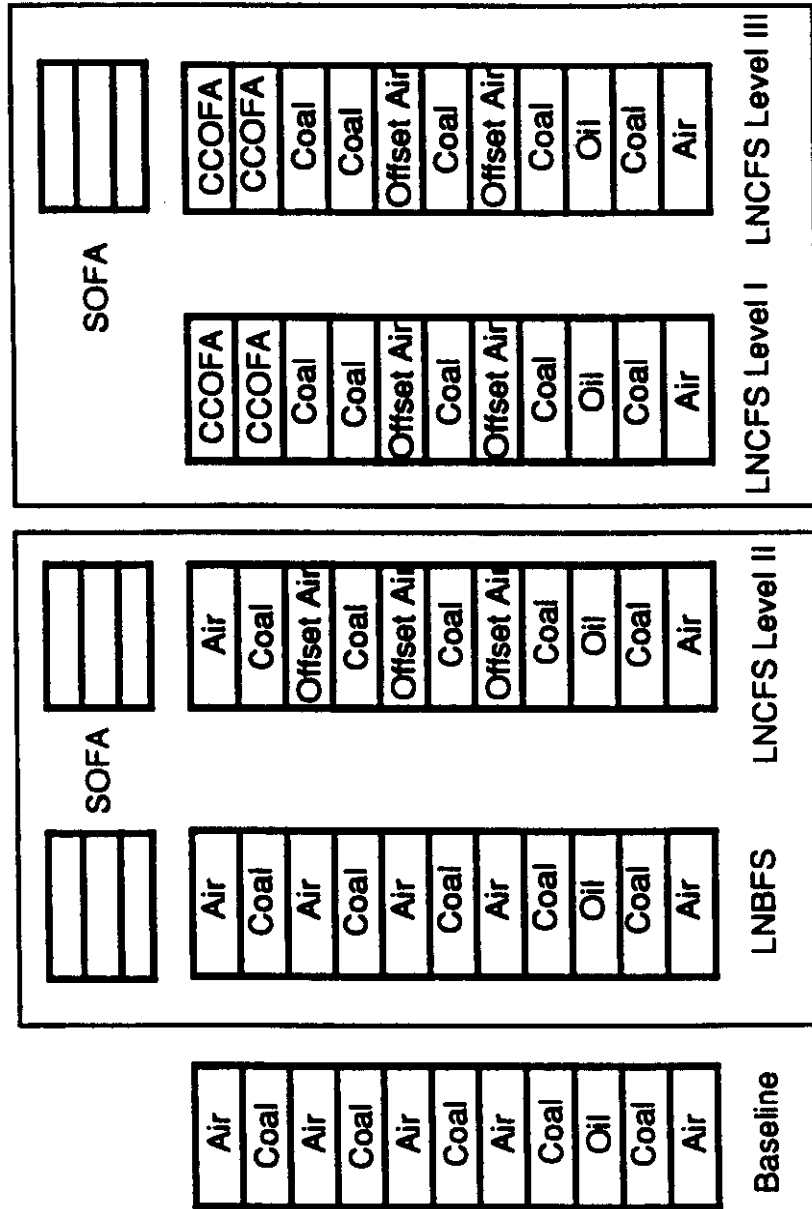 Air
Coal
Air
Coal
Air
Coal
Air
Coal
Oil
Coal
Air
Baseline
SOFA
Air
Coal
Air
Coal
Air
Coal
Air
Coal
Oil
Coal
Air
LNBFS
Air
Coal
Offset Air
Coal
Offset Air
Coal
Offset Air
Coal
Oil
Coal
Air
LNCFS Level II
SOFA
CCOFA
CCOFA
Coal
Coal
Offset Air
Coal
Offset Air
Coal
Oil
Coal
Air
LNCFS Level I
CCOFA
CCOFA
Coal
Coal
Offset Air
Coal
Offset Air
Coal
Oil
Coal
Air
LNCFS Level III